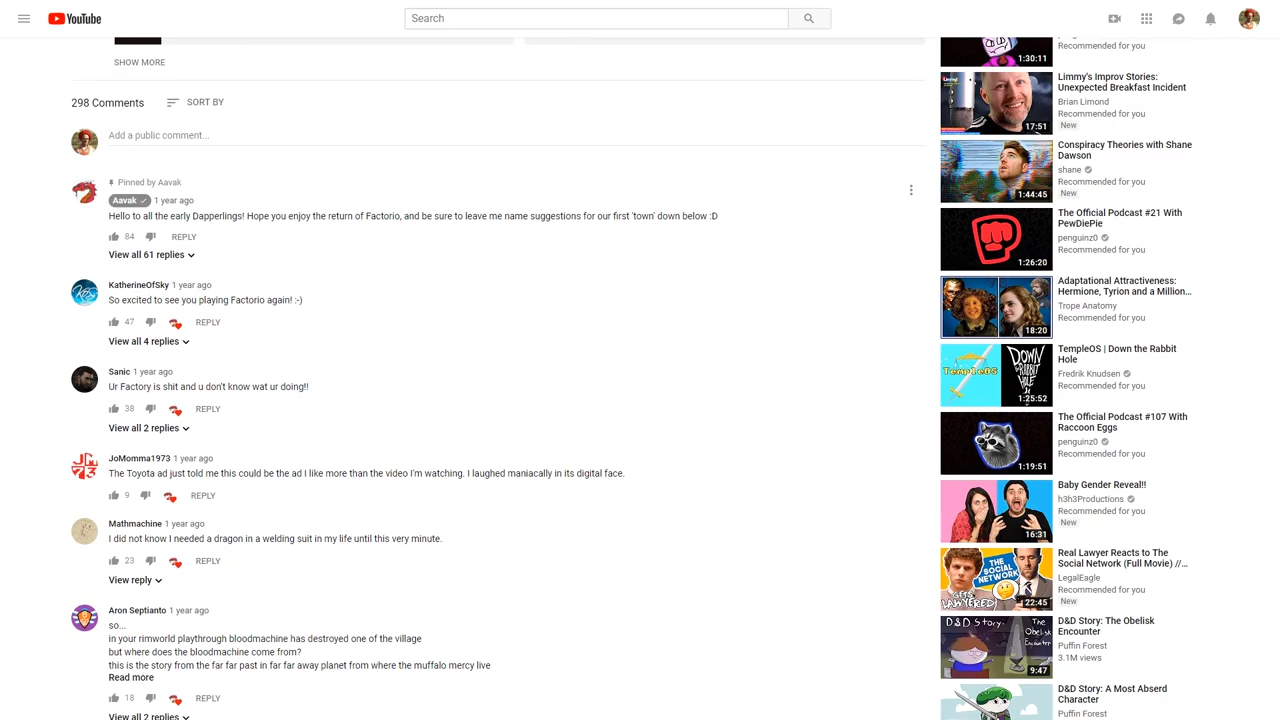 YouTube
Search
SHOW MORE
298 Comments
SORT BY
Add a public comment...
Pinned by Aavak
Aavak 1 year ago
Hello to all the early Dapperlings! Hope you enjoy the return of Factorio, and be sure to leave me name suggestions for our first 'town' down below :D
84 REPLY
View all 61 replies
KatherineOfSky 1 year ago
So excited to see you playing Factorio again! :-)
47 REPLY
View all 4 replies
Sanic 1 year ago
Ur Factory is shit and u don't know wat ur doing!!
38 REPLY
View all 2 replies
JoMomma1973 1 year ago
The Toyota ad just told me this could be the ad I like more than the video I'm watching. I laughed maniacally in its digital face.
9 REPLY
Mathmachine 1 year ago
I did not know I needed a dragon in a welding suit in my life until this very minute.
23 REPLY
View reply
Aron Septianto 1 year ago
so...
in your rimworld playthrough bloodmachine has destroyed one of the village
but where does the bloodmachine come from?
this is the story from the far far past in far far away planet from where the muffalo mercy live
Read more
18 REPLY
View all 2 replies
1:30:11
Recommended for you
17:51
Limmy's Improv Stories:
Unexpected Breakfast Incident
Brian Limond
Recommended for you
New
1:44:45
Conspiracy Theories with Shane
Dawson
shane
Recommended for you
New
1:26:20
The Official Podcast #21 With
PewDiePie
penguinz0
Recommended for you
18:20
Adaptational Attractiveness:
Hermione, Tyrion and a Million...
Trope Anatomy
Recommended for you
TempleOS
DOWN
THE
RABBIT
HOLE
1:25:52
TempleOS | Down the Rabbit
Hole
Fredrik Knudsen
Recommended for you
1:19:51
The Official Podcast #107 With
Raccoon Eggs
penguinz0
Recommended for you
16:31
Baby Gender Reveal!!
h3h3Productions
Recommended for you
New
THE
SOCIAL
NETWORK
GETS
LAWYERED
22:45
Real Lawyer Reacts to The
Social Network (Full Movie) //...
LegalEagle
Recommended for you
New
D&D Story:
The
Obelisk
Encounter
9:47
D&D Story: The Obelisk
Encounter
Puffin Forest
3.1M views
D&D Story: A Most Abserd
Character
Puffin Forest